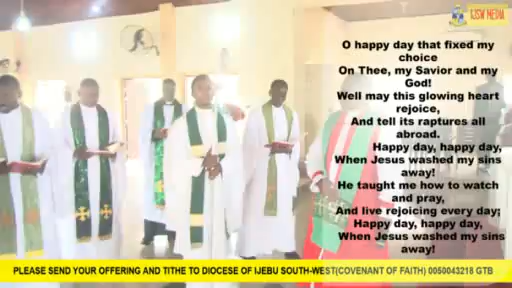 IJSW MEDIA
O happy day that fixed my
choice
On Thee, my Savior and my
God!
Well may this glowing heart
rejoice,
And tell its raptures all
abroad.
Happy day, happy day,
When Jesus washed my sins
away!
He taught me how to watch
and pray,
And live rejoicing every day;
Happy day, happy day,
When Jesus washed my sins
away!
PLEASE SEND YOUR OFFERING AND TITHE TO DIOCESE OF IJEBU SOUTH-WEST(COVENANT OF FAITH) 0050043218 GTB